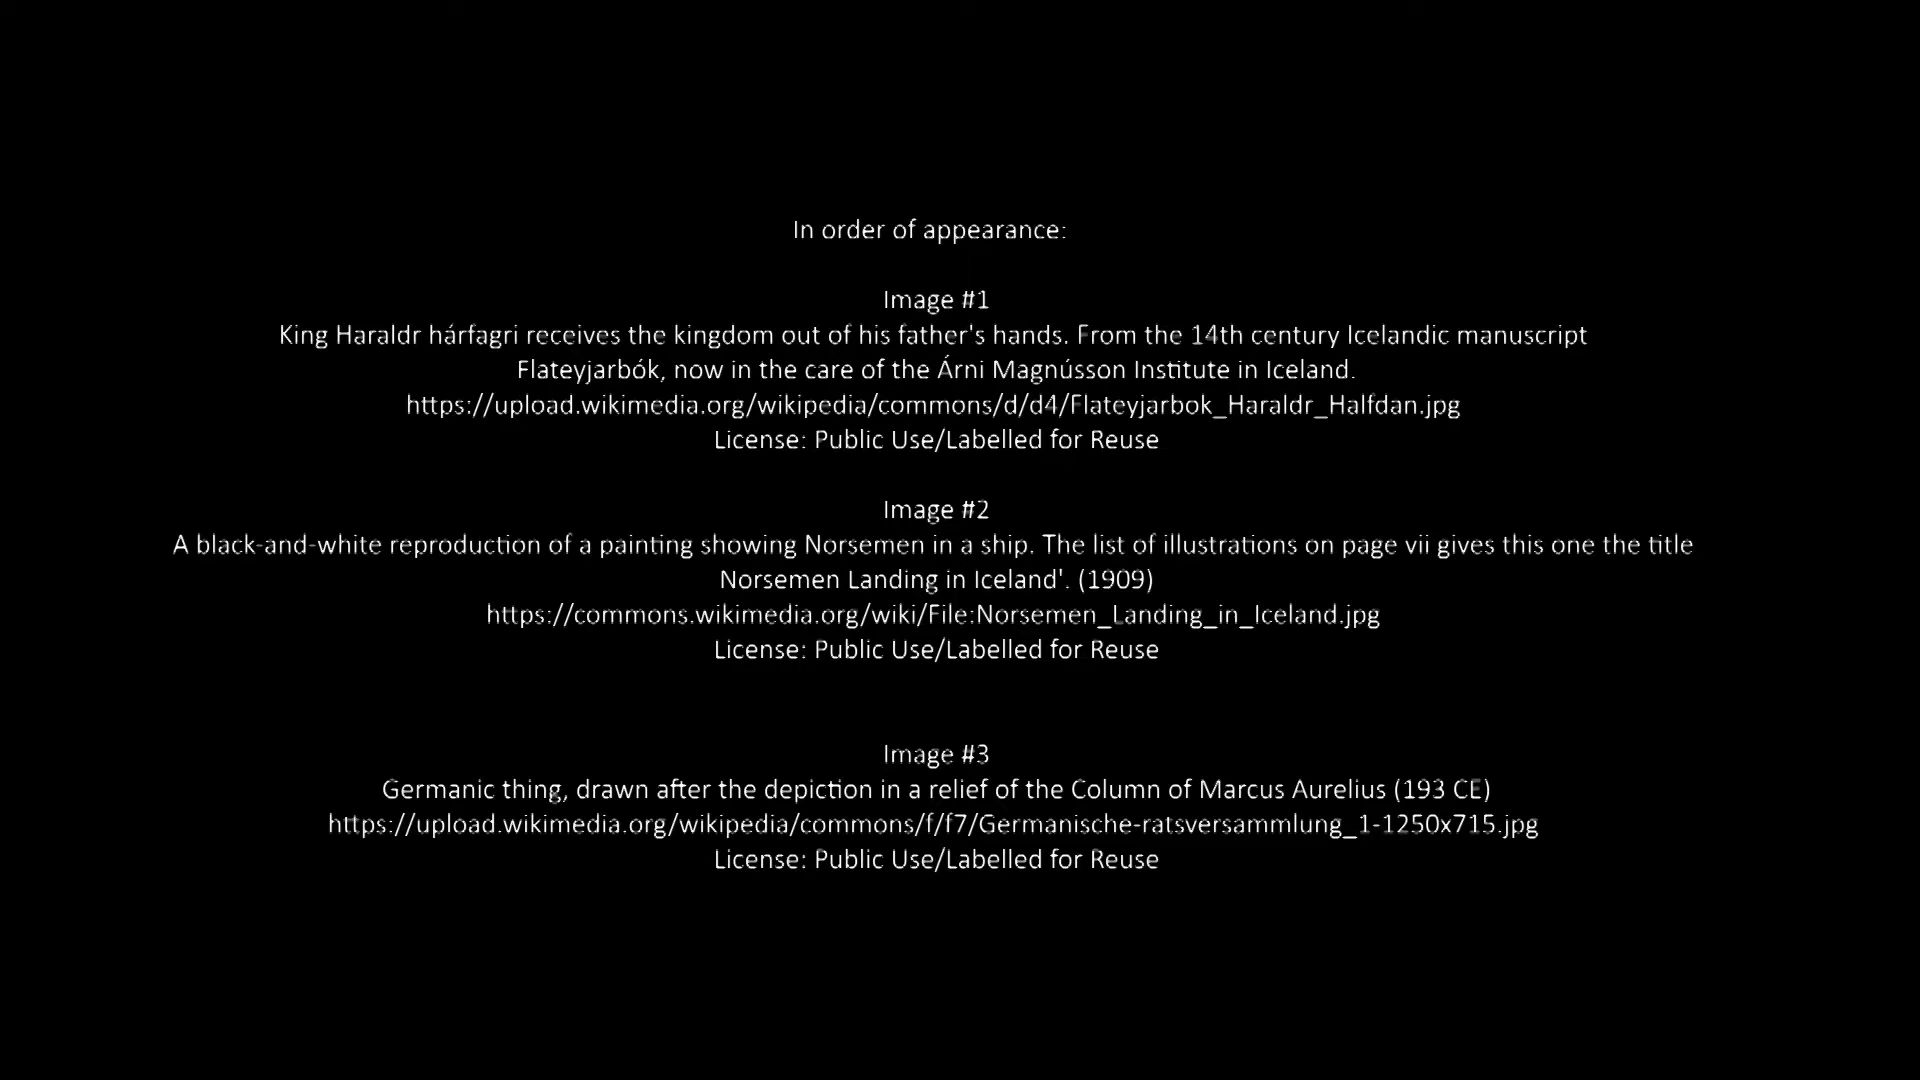 In order of appearance:
Image #1
King Haraldr hárfagri receives the kingdom out of his father's hands. From the 14th century Icelandic manuscript
Flateyjarbók, now in the care of the Árni Magnússon Institute in Iceland.
https://upload.wikimedia.org/wikipedia/commons/d/d4/Flateyjarbok_Haraldr_Halfdan.jpg
License: Public Use/Labelled for Reuse
Image #2
A black-and-white reproduction of a painting showing Norsemen in a ship. The list of illustrations on page vii gives this one the title
Norsemen Landing in Iceland'. (1909)
https://commons.wikimedia.org/wiki/File:Norsemen_Landing_in_Iceland.jpg
License: Public Use/Labelled for Reuse
Image #3
Germanic thing, drawn after the depiction in a relief of the Column of Marcus Aurelius (193 CE)
https://upload.wikimedia.org/wikipedia/commons/f/f7/Germanische-ratsversammlung_1-1250x715.jpg
License: Public Use/Labelled for Reuse